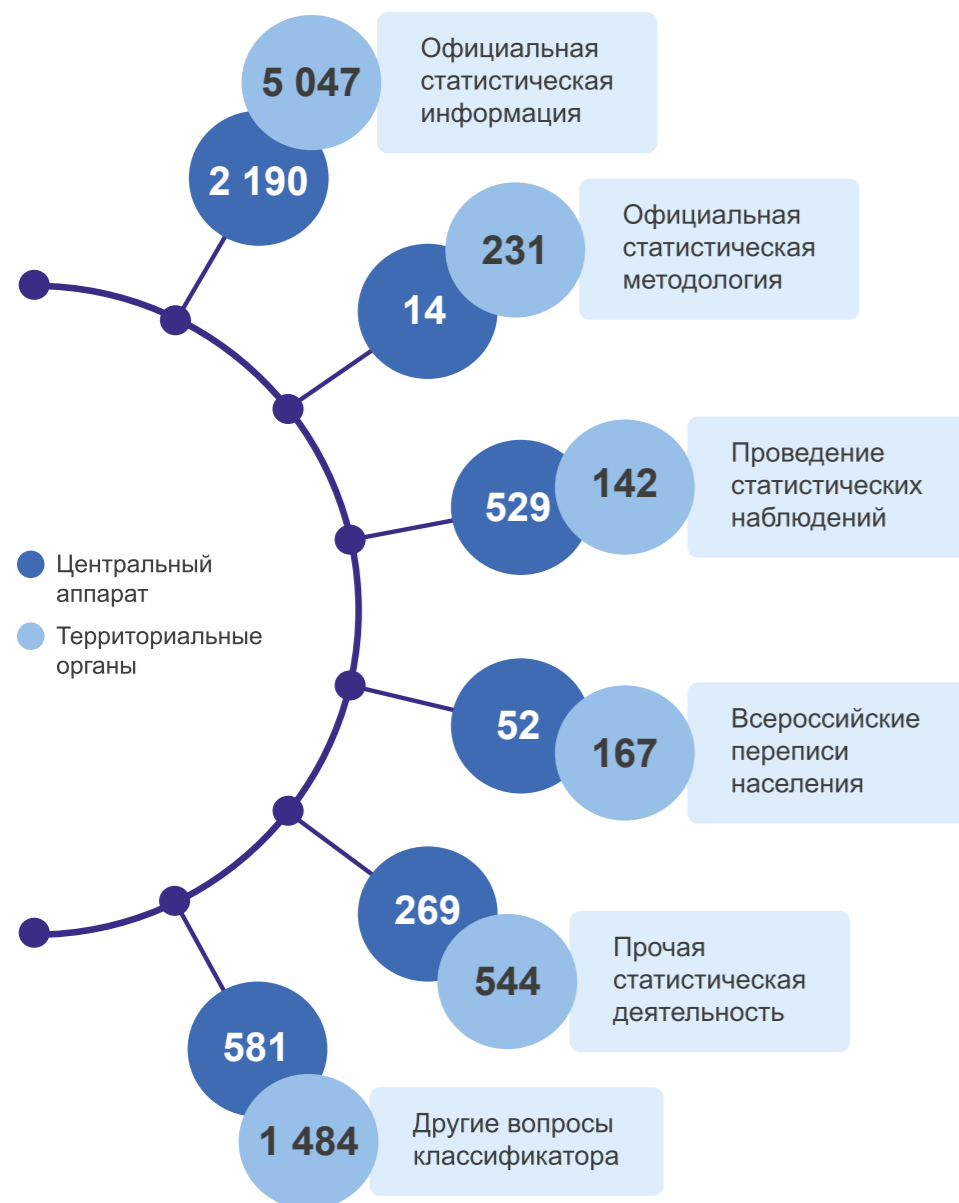 5 047
Официальная
статистическая
информация
2 190
231
Официальная
статистическая
методология
14
142
Проведение
статистических
наблюдений
529
Центральный
аппарат
Территориальные
органы
52
167
Всероссийские
переписи
населения
269
544
Прочая
статистическая
деятельность
581
1 484
Другие вопросы
классификатора